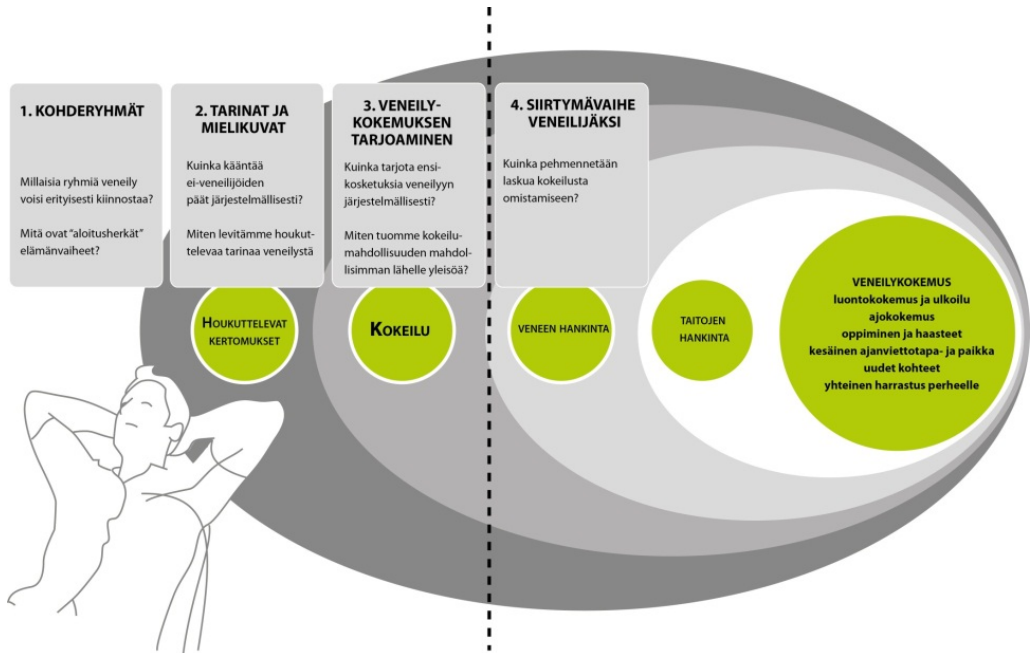 1. KOHDERYHMÄT
Millaisia ryhmiä veneily
voisi erityisesti kiinnostaa?
Mitä ovat "aloitusherkät"
elämänvaiheet?
2. TARINAT JA
MIELIKUVAT
Kuinka kääntää
ei-veneilijöiden
päät järjestelmällisesti?
Miten levitämme houkut-
televaa tarinaa veneilystä
3. VENEILY-
KOKEMUKSEN
TARJOAMINEN
Kuinka tarjota ensi-
kosketuksia veneilyyn
järjestelmällisesti?
Miten tuomme kokeilu-
mahdollisuuden mahdol-
lisimman lähelle yleisöä?
4. SIIRTYMÄVAIHE
VENEILIJÄKSI
Kuinka pehmennetään
laskua kokeilusta
omistamiseen?
HOUKUTTELEVAT
KERTOMUKSET
KOKEILU
VENEEN HANKINTA
TAITOJEN
HANKINTA
VENEILYKOKEMUS
luontokokemus ja ulkoilu
ajokokemus
oppiminen ja haasteet
kesäinen ajanviettotapa- ja paikka
uudet kohteet
yhteinen harrastus perheelle